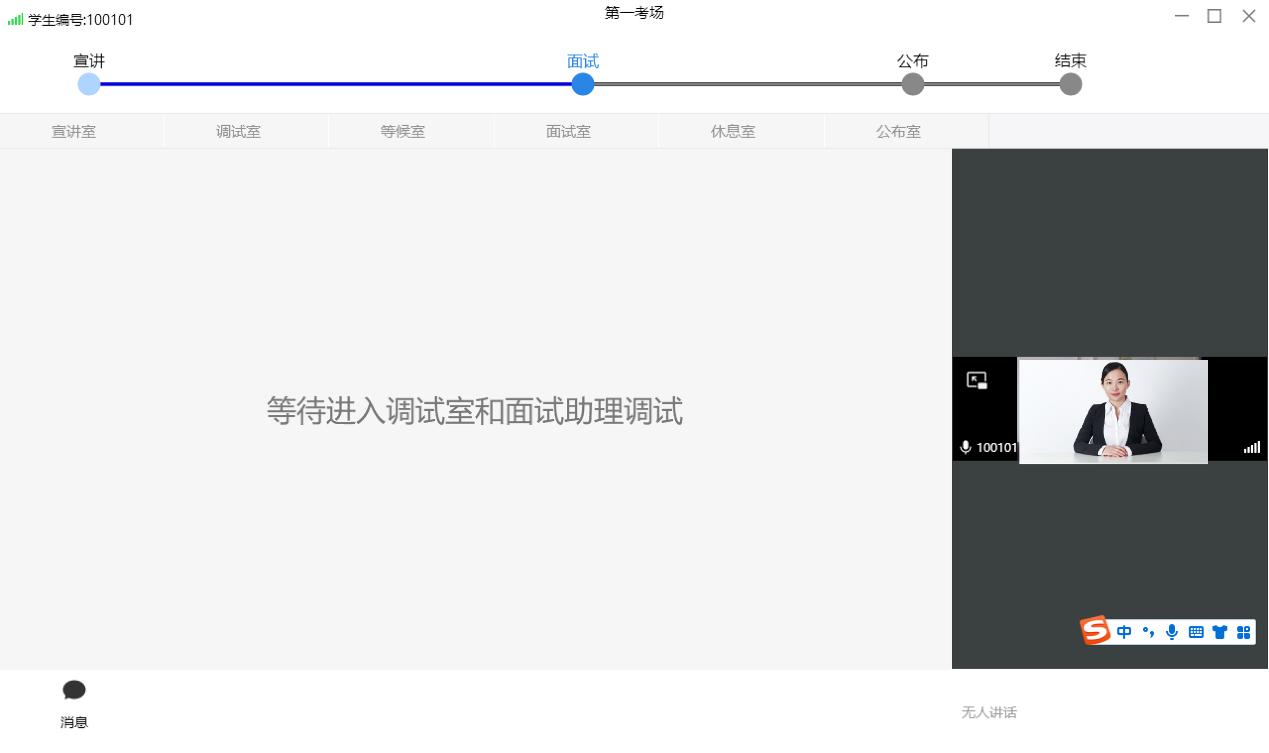 学生编号:100101
第一考场
宣讲
面试
公布
结束
宣讲室
调试室
等候室
面试室
休息室
公布室
等待进入调试室和面试助理调试
100101
S 中
消息
无人讲话